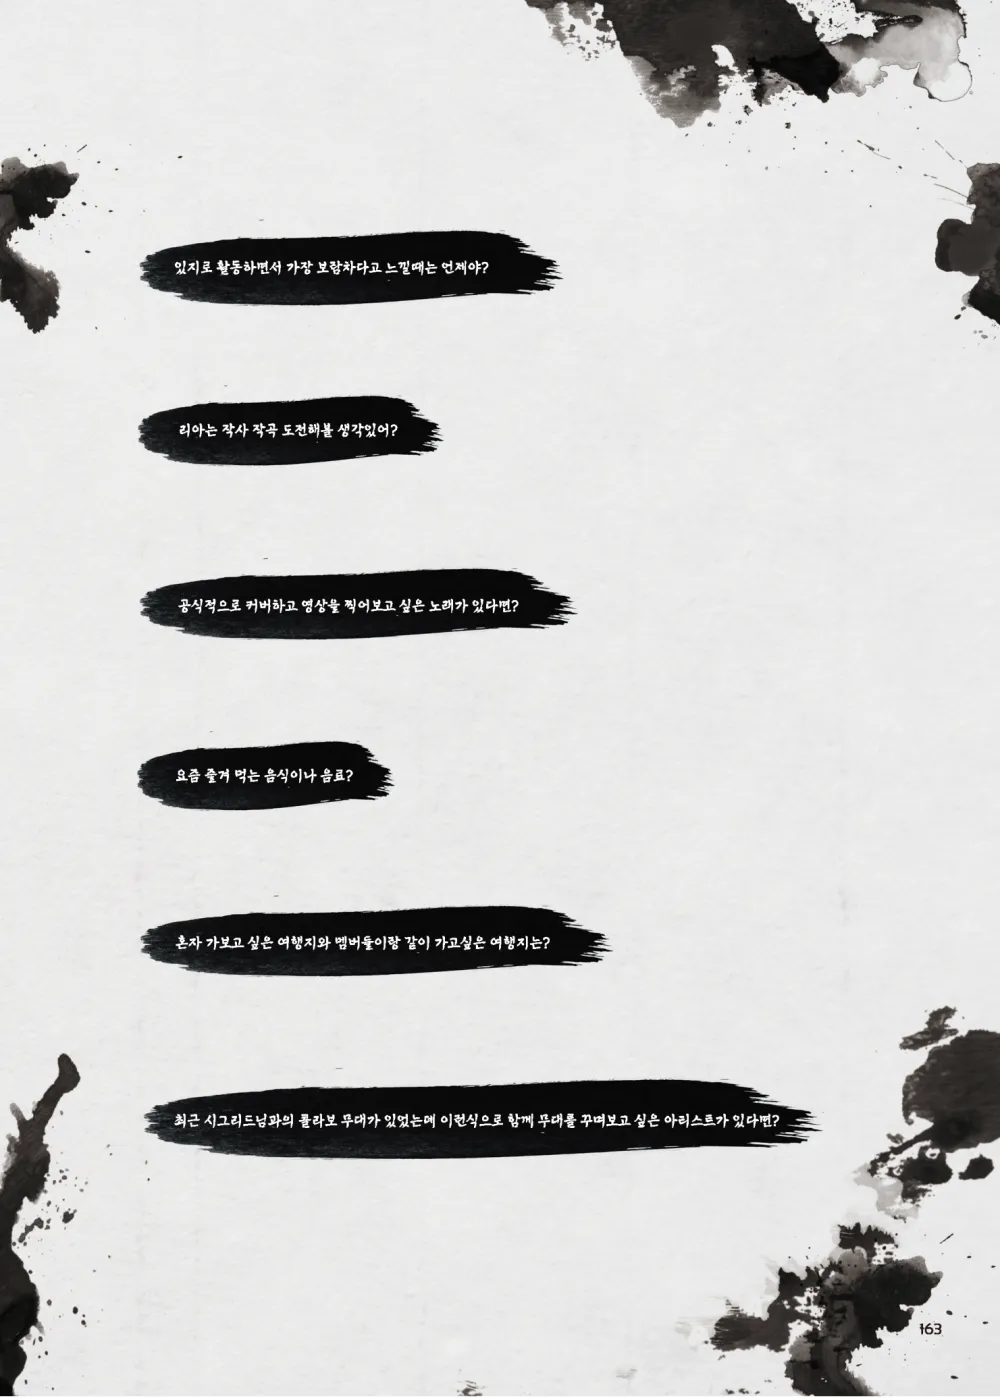 있지로 활동하면서 가장 보람차다고 느낄때는 언제야?
리아는 작사 작곡 도전해볼 생각있어?
공식적으로 커버하고 영상을 찍어보고 싶은 노래가 있다면?
요즘 즐겨 먹는 음식이나 음료?
혼자 가보고 싶은 여행지와 멤버들이랑 같이 가고싶은 여행지는?
최근 시그리드님과의 콜라보 무대가 있었는데 이런식으로 함께 무대를 꾸며보고 싶은 아리스트가 있다면?
163